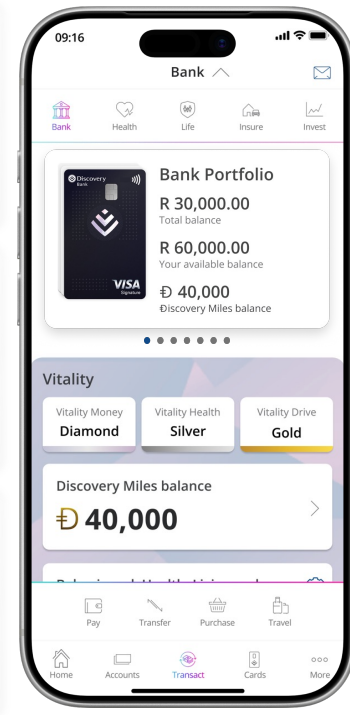 09:16
Bank
Bank
Health
Life
Insure
Invest
Discovery
Bank
VISA
Signature
Bank Portfolio
R 30,000.00
Total balance
R 60,000.00
Your available balance
Đ 40,000
Điscovery Miles balance
Vitality
Vitality Money
Diamond
Vitality Health
Silver
Vitality Drive
Gold
Discovery Miles balance
Đ 40,000
Pay
Transfer
Purchase
Travel
Home
Accounts
Transact
Cards
More